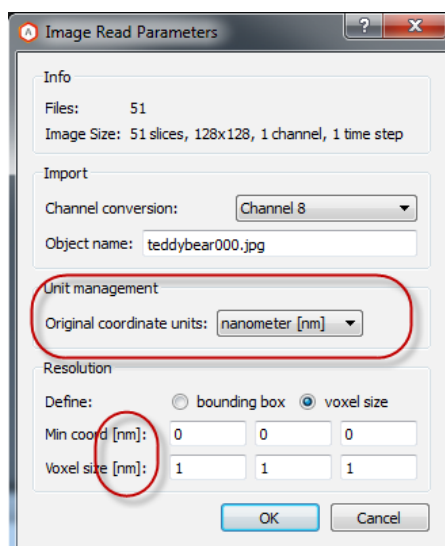 Image Read Parameters
Info
Files: 51
Image Size: 51 slices, 128x128, 1 channel, 1 time step
Import
Channel conversion: Channel 8
Object name: teddybear000.jpg
Unit management
Original coordinate units: nanometer [nm]
Resolution
Define: bounding box voxel size
Min coord [nm]: 0 0 0
Voxel size [nm]: 1 1 1
OK Cancel